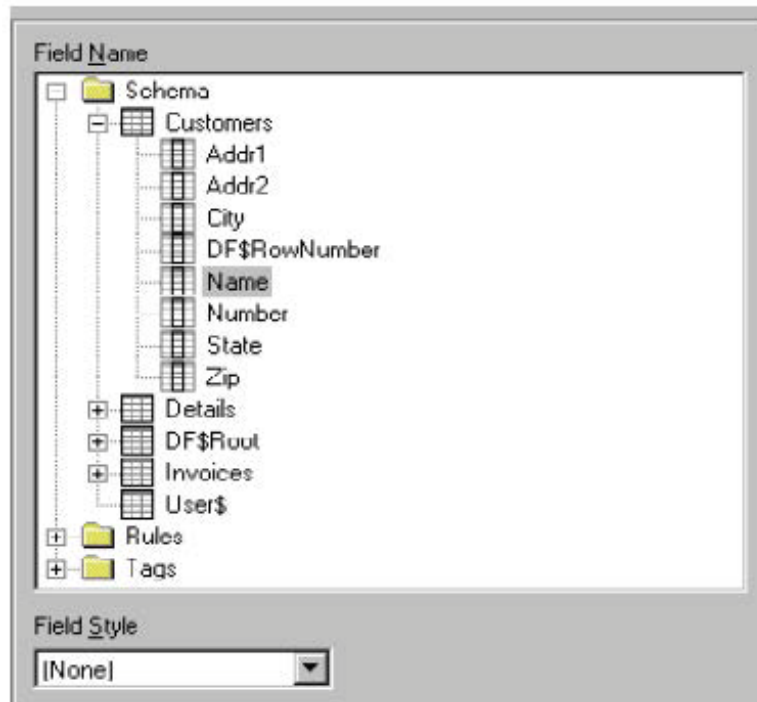 Field Name
Schema
Customers
Addr1
Addr2
City
DF$RowNumber
Name
Number
State
Zip
Details
DF$Root
Invoices
User$
Rules
Tags
Field Style
[None]